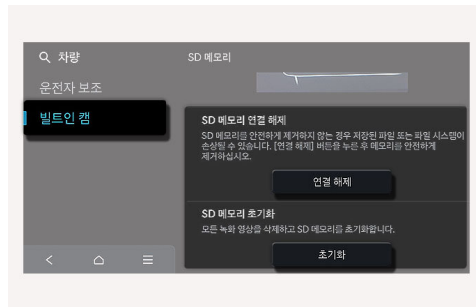 차량
SD 메모리
운전자 보조
빌트인 캠
SD 메모리 연결 해제
SD 메모리를 안전하게 제거하지 않는 경우 저장된 파일 또는 파일 시스템이
손상될 수 있습니다. [연결 해제] 버튼을 누른 후 메모리를 안전하게
제거하십시오.
연결 해제
SD 메모리 초기화
모든 녹화 영상을 삭제하고 SD 메모리를 초기화합니다.
초기화